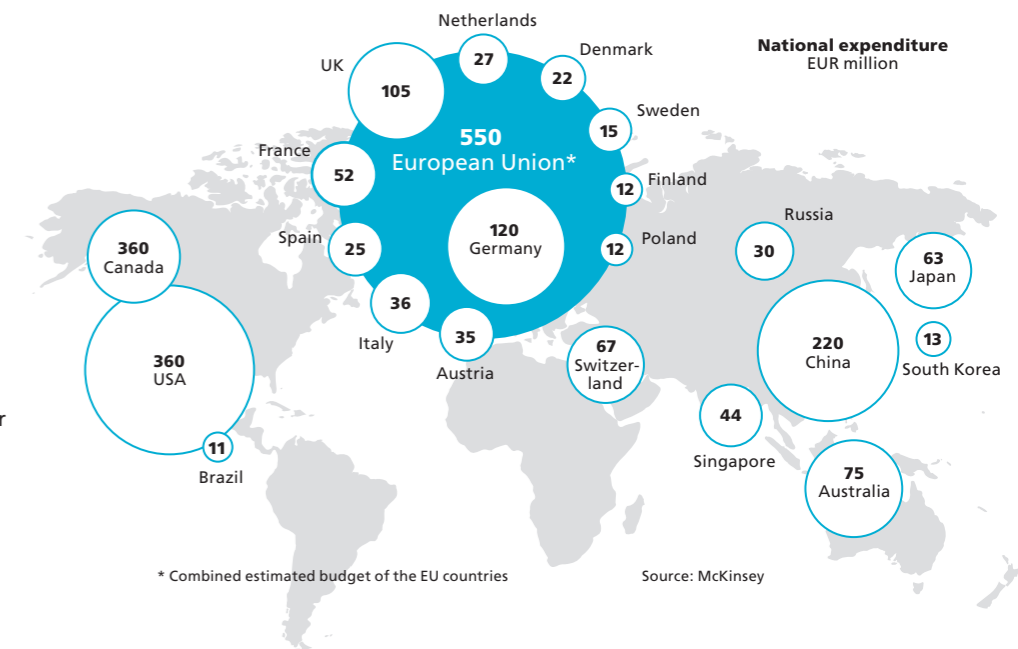 Netherlands
27
Denmark
22
National expenditure
EUR million
UK
105
Sweden
15
550
European Union*
France
52
Finland
12
120
Germany
Poland
12
Spain
25
Russia
30
360
Canada
63
Japan
36
Italy
35
Austria
67
Switzer-
land
220
China
13
South Korea
360
USA
r
11
Brazil
44
Singapore
75
Australia
* Combined estimated budget of the EU countries
Source: McKinsey